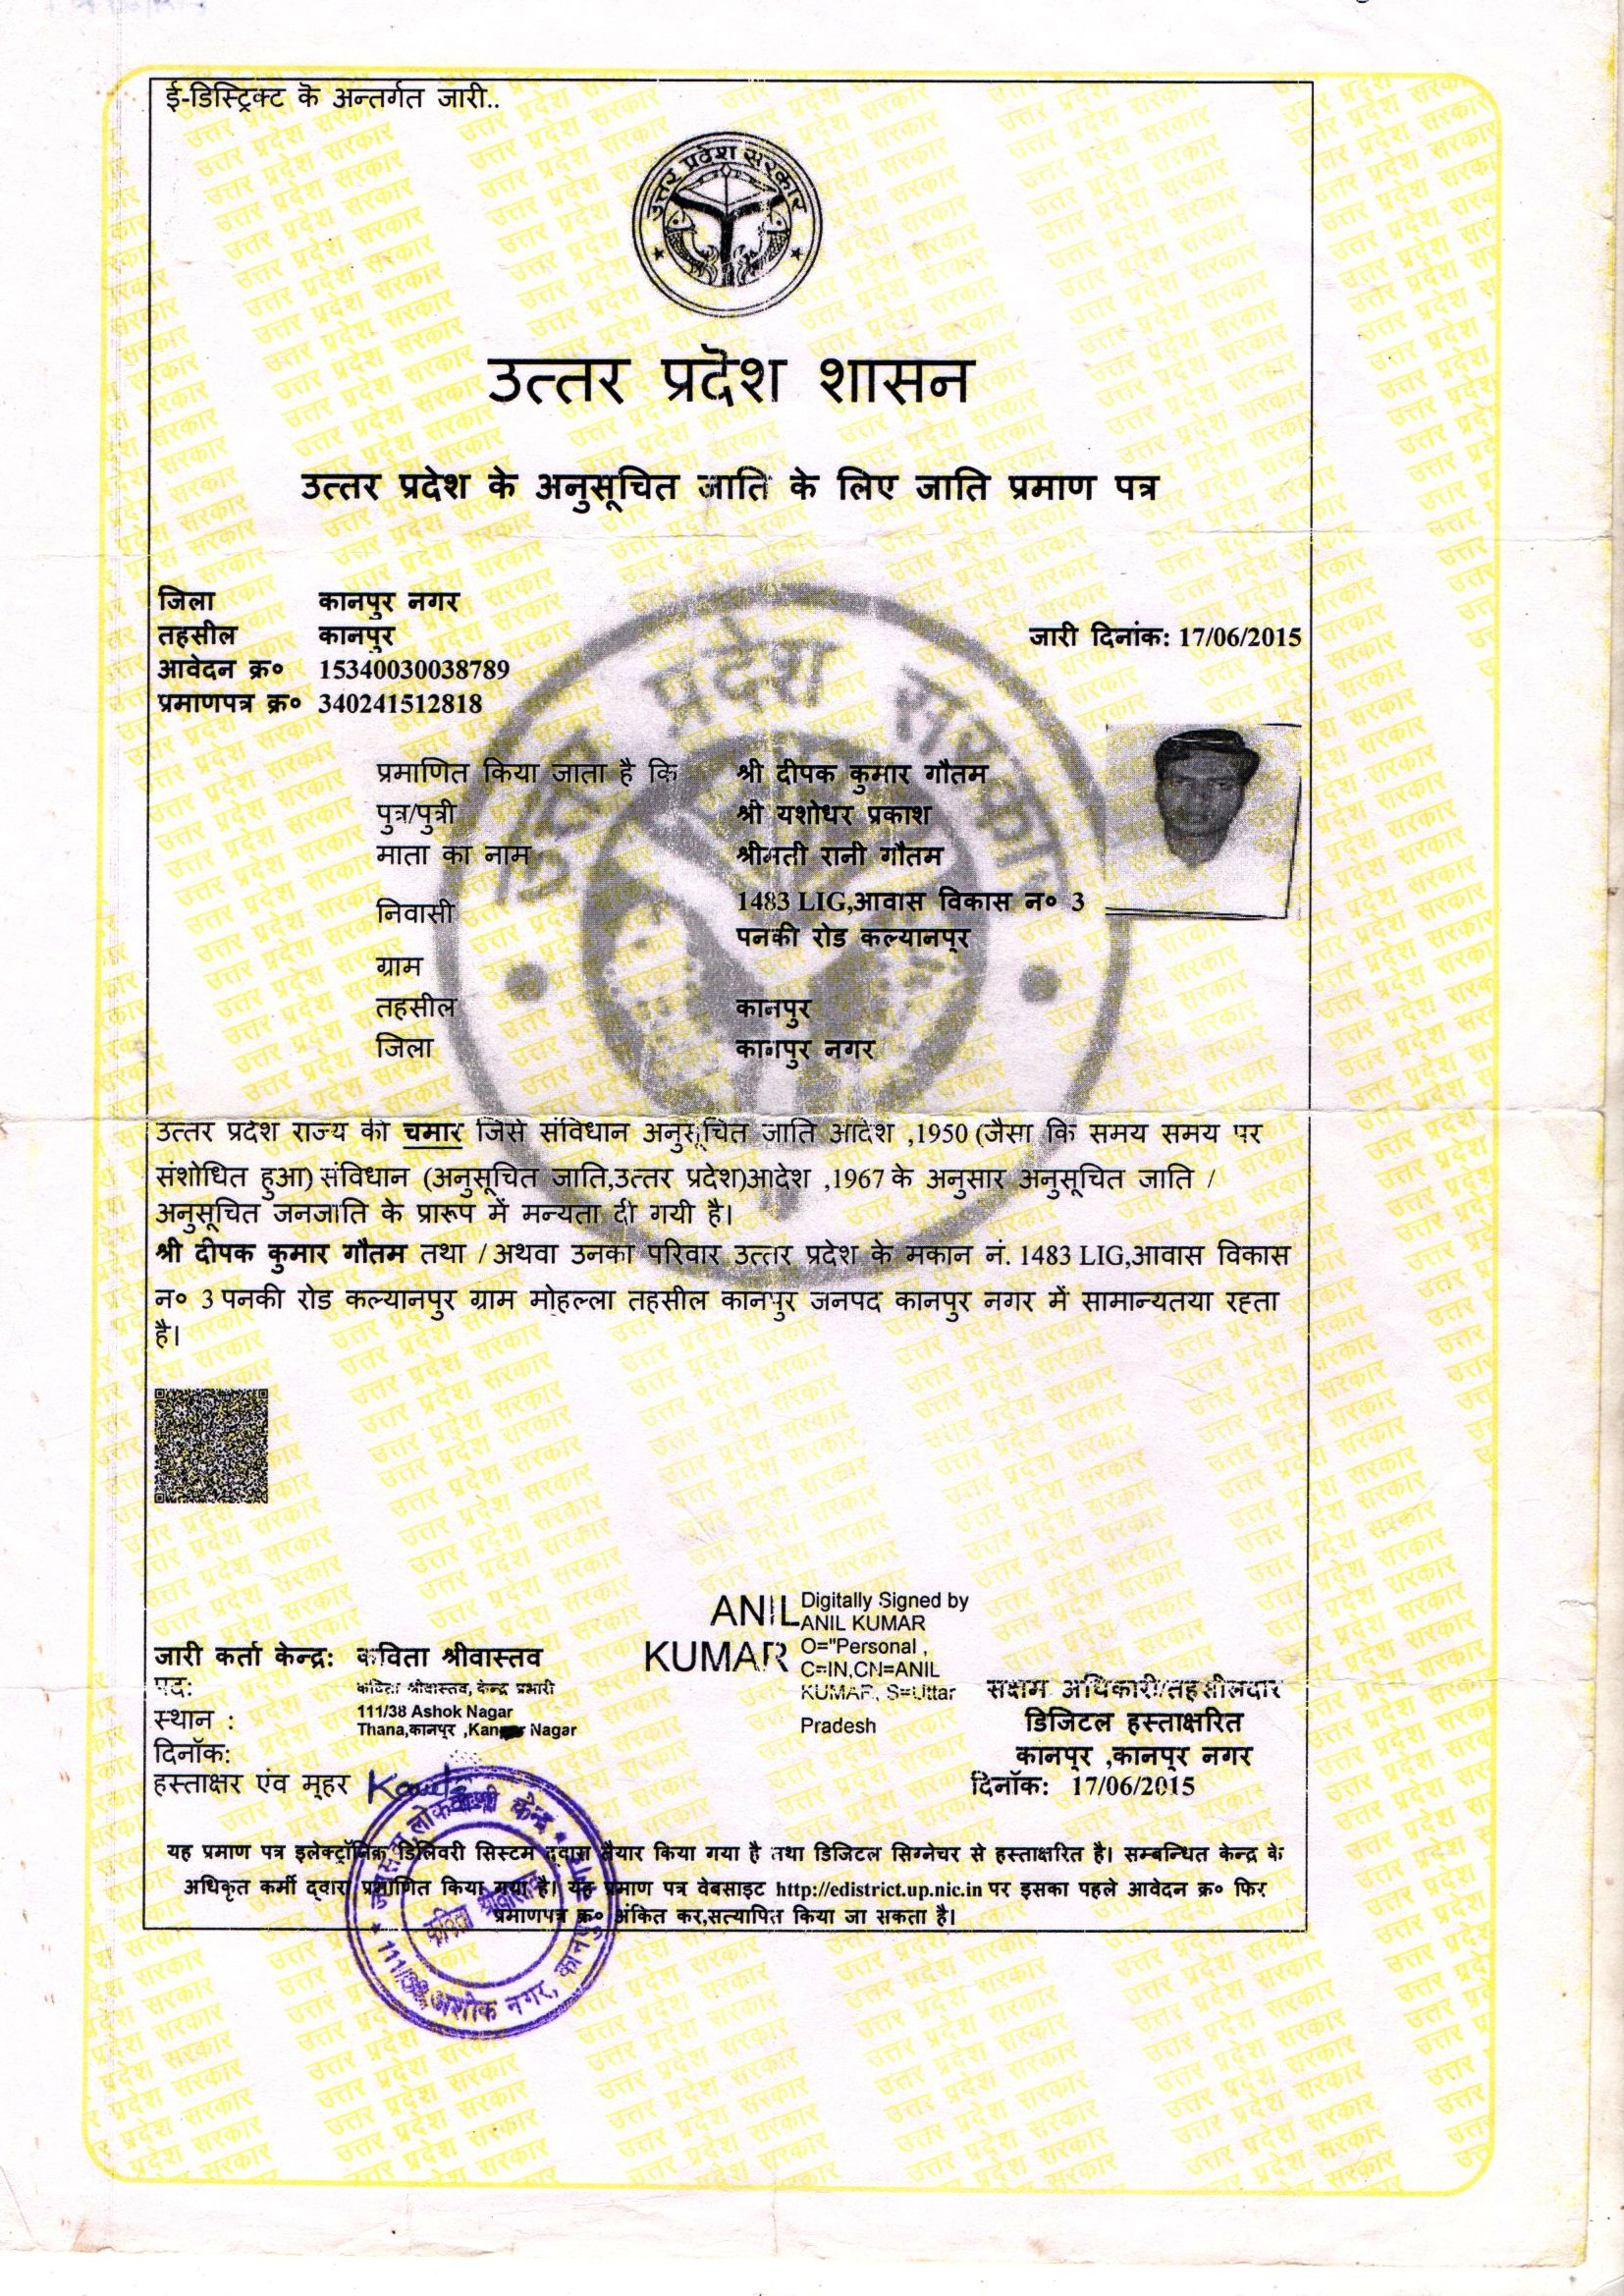 ई-डिस्ट्रिक्ट के अन्तर्गत जारी..
उत्तर प्रदेश सरकार
उत्तर प्रदेश शासन
उत्तर प्रदेश के अनुसूचित जाति के लिए जाति प्रमाण पत्र
जिला कानपुर नगर
तहसील कानपुर जारी दिनांक: 17/06/2015
आवेदन क्र० 15340030038789
प्रमाणपत्र क्र० 340241512818
प्रमाणित किया जाता है कि श्री दीपक कुमार गौतम
पुत्र/पुत्री श्री यशोधर प्रकाश
माता का नाम श्रीमती रानी गौतम
निवासी 1483 LIG,आवास विकास न० 3
पनकी रोड कल्यानपुर
ग्राम
तहसील कानपुर
जिला कानपुर नगर
उत्तर प्रदेश राज्य की चमार जिसे संविधान अनुसूचित जाति आदेश ,1950 (जैसा कि समय समय पर
संशोधित हुआ) संविधान (अनुसूचित जाति,उत्तर प्रदेश)आदेश ,1967 के अनुसार अनुसूचित जाति /
अनुसूचित जनजाति के प्रारूप में मन्यता दी गयी है।
श्री दीपक कुमार गौतम तथा / अथवा उनका परिवार उत्तर प्रदेश के मकान नं. 1483 LIG,आवास विकास
न० 3 पनकी रोड कल्यानपुर ग्राम मोहल्ला तहसील कानपुर जनपद कानपुर नगर में सामान्यतया रहता
है।
ANIL KUMAR
Digitally Signed by
ANIL KUMAR
O="Personal ,
C=IN,CN=ANIL
KUMAR, S=Uttar
Pradesh
जारी कर्ता केन्द्र: कविता श्रीवास्तव
पद: कविता श्रीवास्तव, केन्द्र प्रभारी
स्थान : 111/38 Ashok Nagar
Thana,कानपुर ,Kanpur Nagar
दिनॉक:
हस्ताक्षर एंव मुहर
सक्षम अधिकारी/तहसीलदार
डिजिटल हस्ताक्षरित
कानपुर ,कानपुर नगर
दिनॉक: 17/06/2015
यह प्रमाण पत्र इलेक्ट्रॉनिक डिलिवरी सिस्टम द्वारा तैयार किया गया है तथा डिजिटल सिग्नेचर से हस्ताक्षरित है। सम्बन्धित केन्द्र के
अधिकृत कर्मी द्वारा प्रमाणित किया गया है। यह प्रमाण पत्र वेबसाइट http://edistrict.up.nic.in पर इसका पहले आवेदन क्र० फिर
प्रमाणपत्र क्र० अंकित कर,सत्यापित किया जा सकता है।
लोकवाणी केन्द्र
कविता श्रीवास्तव
111/38, अशोक नगर, कानपुर